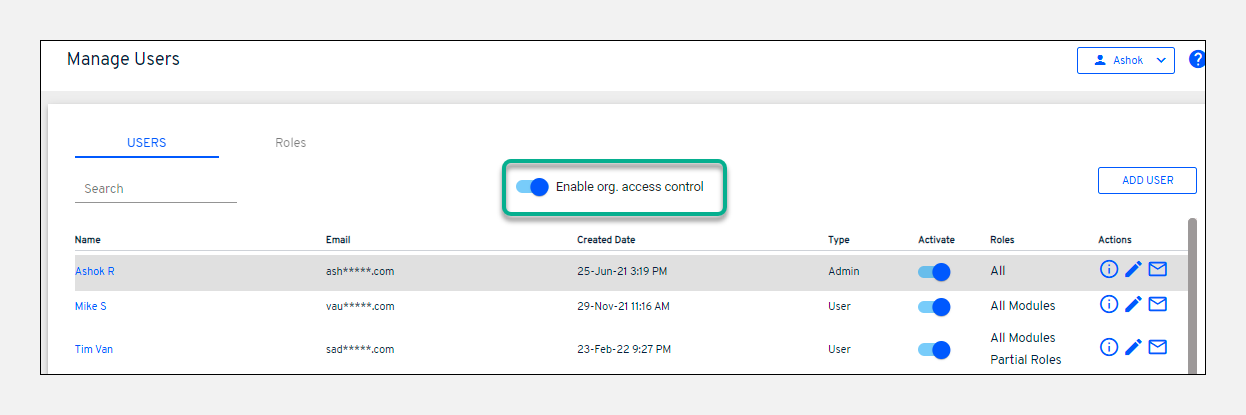 Manage Users
Ashok
?
USERS Roles
Search
Enable org. access control
ADD USER
Name Email Created Date Type Activate Roles Actions
Ashok R ash*****.com 25-Jun-21 3:19 PM Admin All
Mike S vau*****.com 29-Nov-21 11:16 AM User All Modules
Tim Van sad*****.com 23-Feb-22 9:27 PM User All Modules
Partial Roles